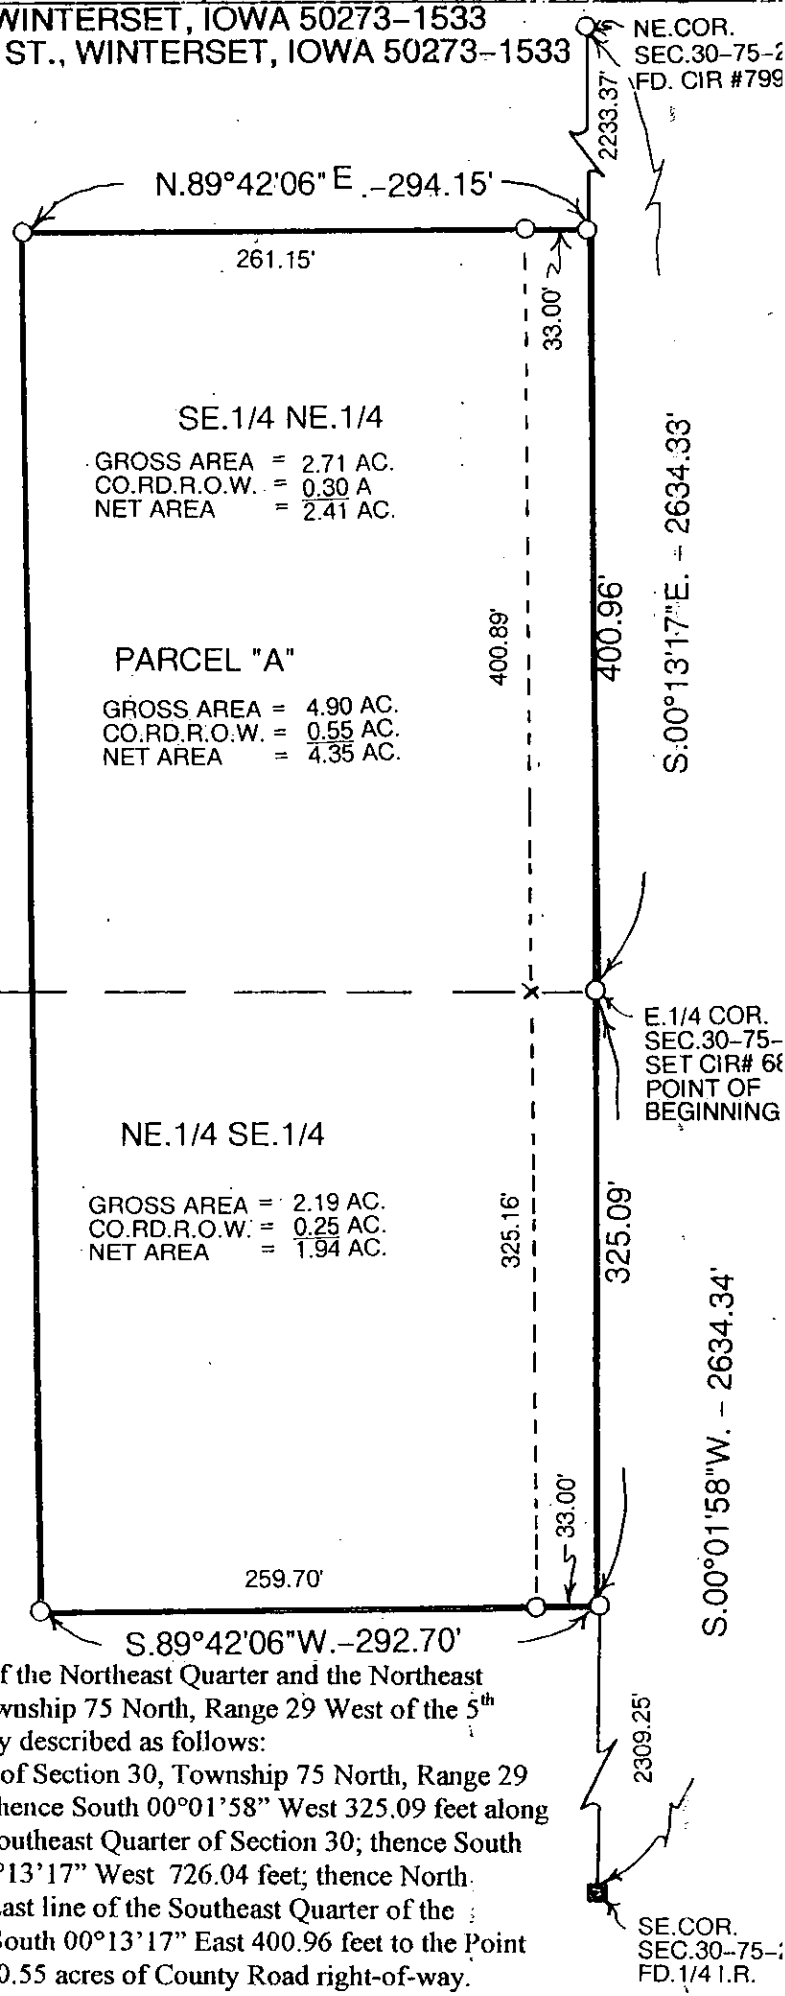 WINTERSET, IOWA 50273-1533
ST., WINTERSET, IOWA 50273-1533
NE.COR.
SEC.30-75-2
FD. CIR #799
2233.37'
N.89°42'06" E .-294.15'
261.15'
33.00'
SE.1/4 NE.1/4
GROSS AREA = 2.71 AC.
CO.RD.R.O.W. = 0.30 A
NET AREA = 2.41 AC.
S.00°13'17"E. - 2634.33'
400.89'
400.96'
PARCEL "A"
GROSS AREA = 4.90 AC.
CO.RD.R.O.W. = 0.55 AC.
NET AREA = 4.35 AC.
E.1/4 COR.
SEC.30-75-
SET CIR# 68
POINT OF
BEGINNING
NE.1/4 SE.1/4
GROSS AREA = 2.19 AC.
CO.RD.R.O.W. = 0.25 AC.
NET AREA = 1.94 AC.
325.16'
325.09'
S.00°01'58"W. - 2634.34'
33.00'
259.70'
S.89°42'06"W.-292.70'
f the Northeast Quarter and the Northeast
wnship 75 North, Range 29 West of the 5th
y described as follows:
of Section 30, Township 75 North, Range 29
hence South 00°01'58" West 325.09 feet along
outheast Quarter of Section 30; thence South
°13'17" West 726.04 feet; thence North
ast line of the Southeast Quarter of the
outh 00°13'17" East 400.96 feet to the Point
0.55 acres of County Road right-of-way.
2309.25'
SE.COR.
SEC.30-75-2
FD.1/4 I.R.